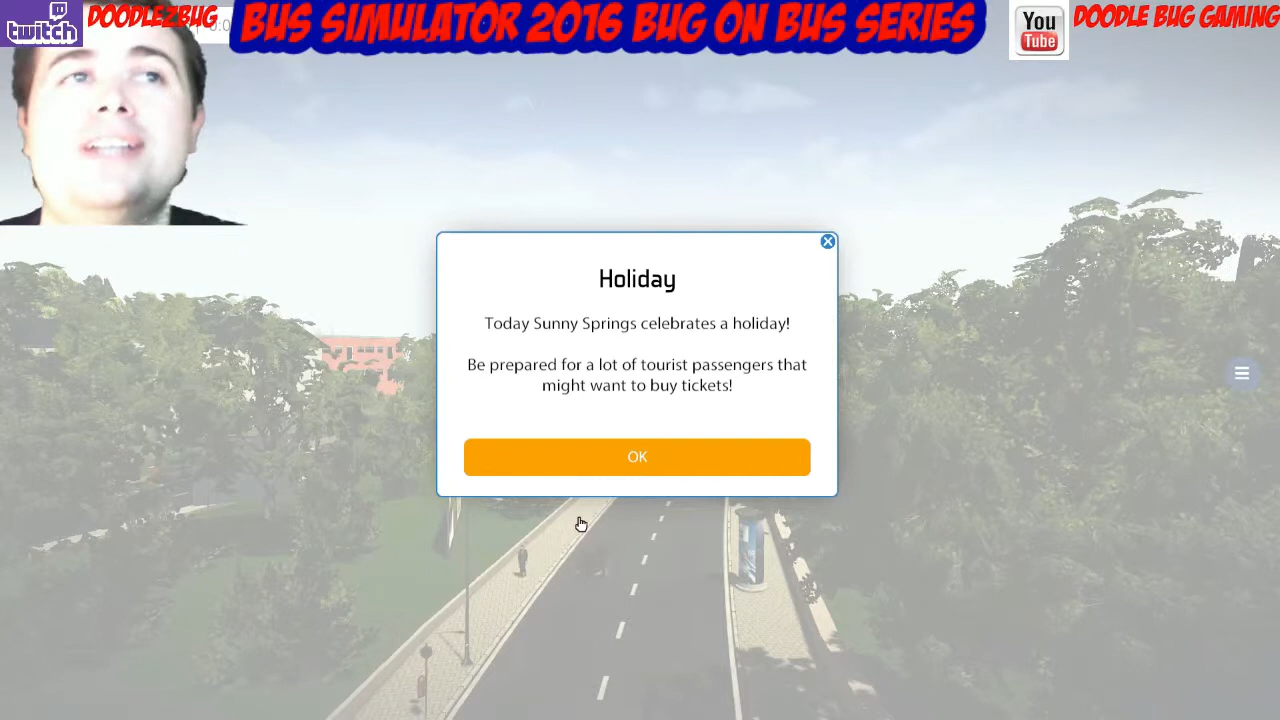 DOODLEZBUG
twitch
BUS SIMULATOR 2016 BUG ON BUS SERIES
You
Tube
DOODLE BUG GAMING
Holiday
Today Sunny Springs celebrates a holiday!
Be prepared for a lot of tourist passengers that
might want to buy tickets!
OK